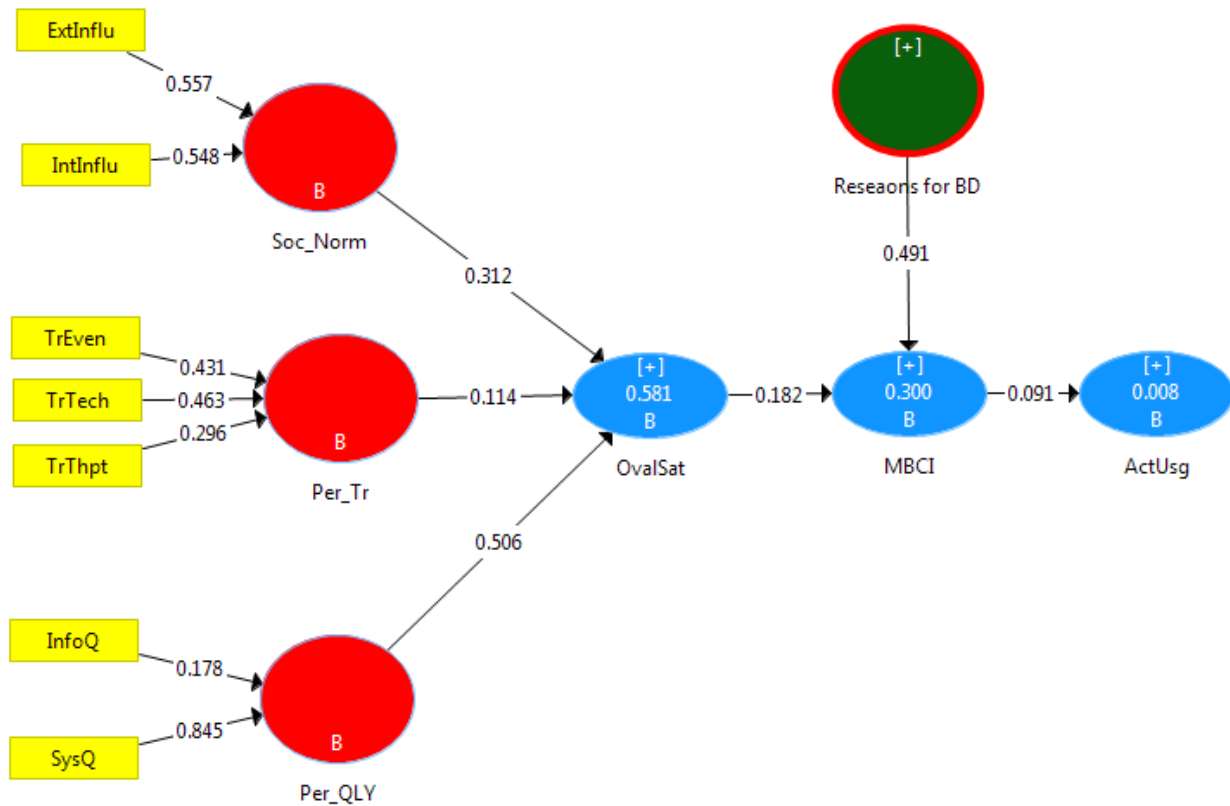 ExtInflu
0.557
IntInflu
0.548
B
Soc_Norm
0.312
TrEven
0.431
TrTech
0.463
TrThpt
0.296
B
Per_Tr
0.114
InfoQ
0.178
SysQ
0.845
B
Per_QLY
0.506
[+]
0.581
B
OvalSat
0.182
[+]
Reseaons for BD
0.491
[+]
0.300
B
MBCI
0.091
[+]
0.008
B
ActUsg